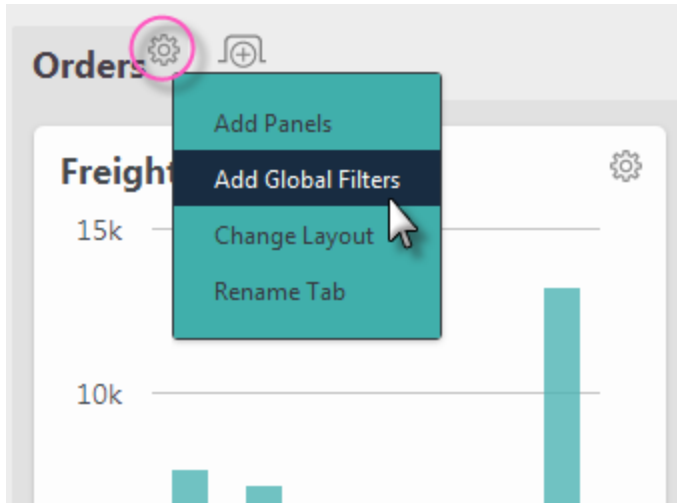 Orders
Add Panels
Freight
Add Global Filters
15k
Change Layout
Rename Tab
10k